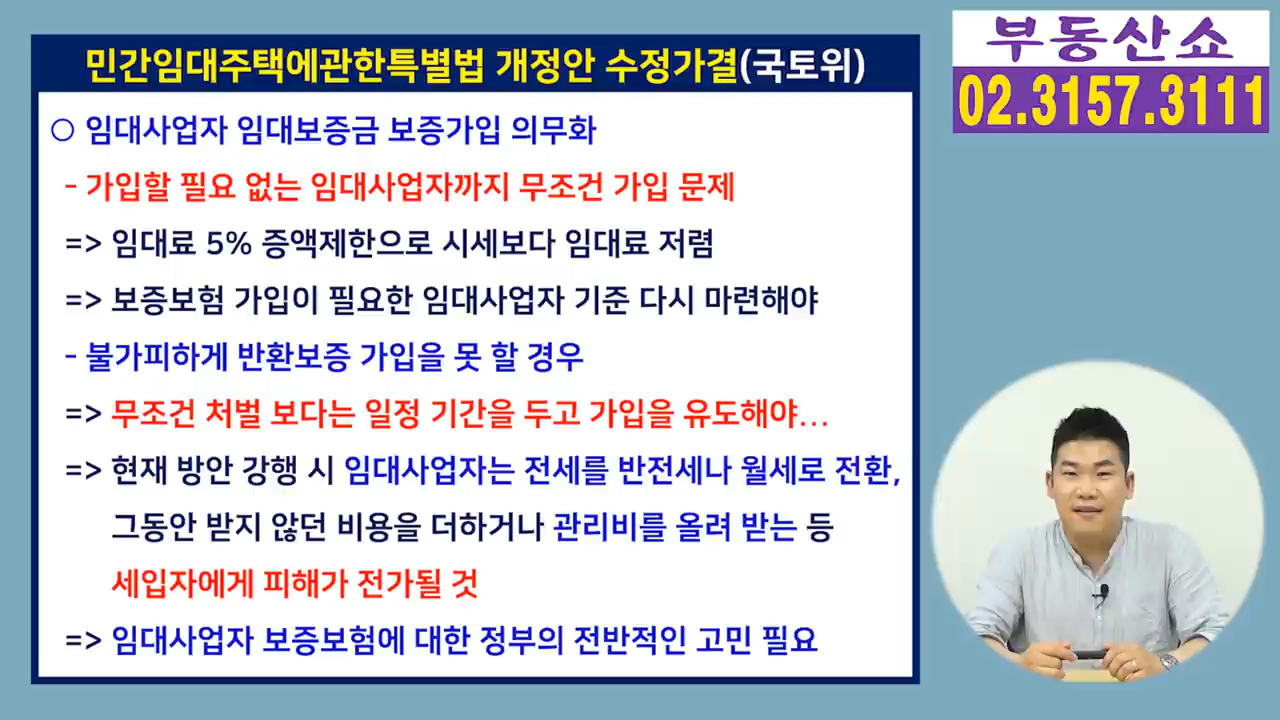 민간임대주택에관한특별법 개정안 수정가결(국토위)
○ 임대사업자 임대보증금 보증가입 의무화
- 가입할 필요 없는 임대사업자까지 무조건 가입 문제
=> 임대료 5% 증액제한으로 시세보다 임대료 저렴
=> 보증보험 가입이 필요한 임대사업자 기준 다시 마련해야
- 불가피하게 반환보증 가입을 못 할 경우
=> 무조건 처벌 보다는 일정 기간을 두고 가입을 유도해야...
=> 현재 방안 강행 시 임대사업자는 전세를 반전세나 월세로 전환,
그동안 받지 않던 비용을 더하거나 관리비를 올려 받는 등
세입자에게 피해가 전가될 것
=> 임대사업자 보증보험에 대한 정부의 전반적인 고민 필요
부동산쇼
02.3157.3111